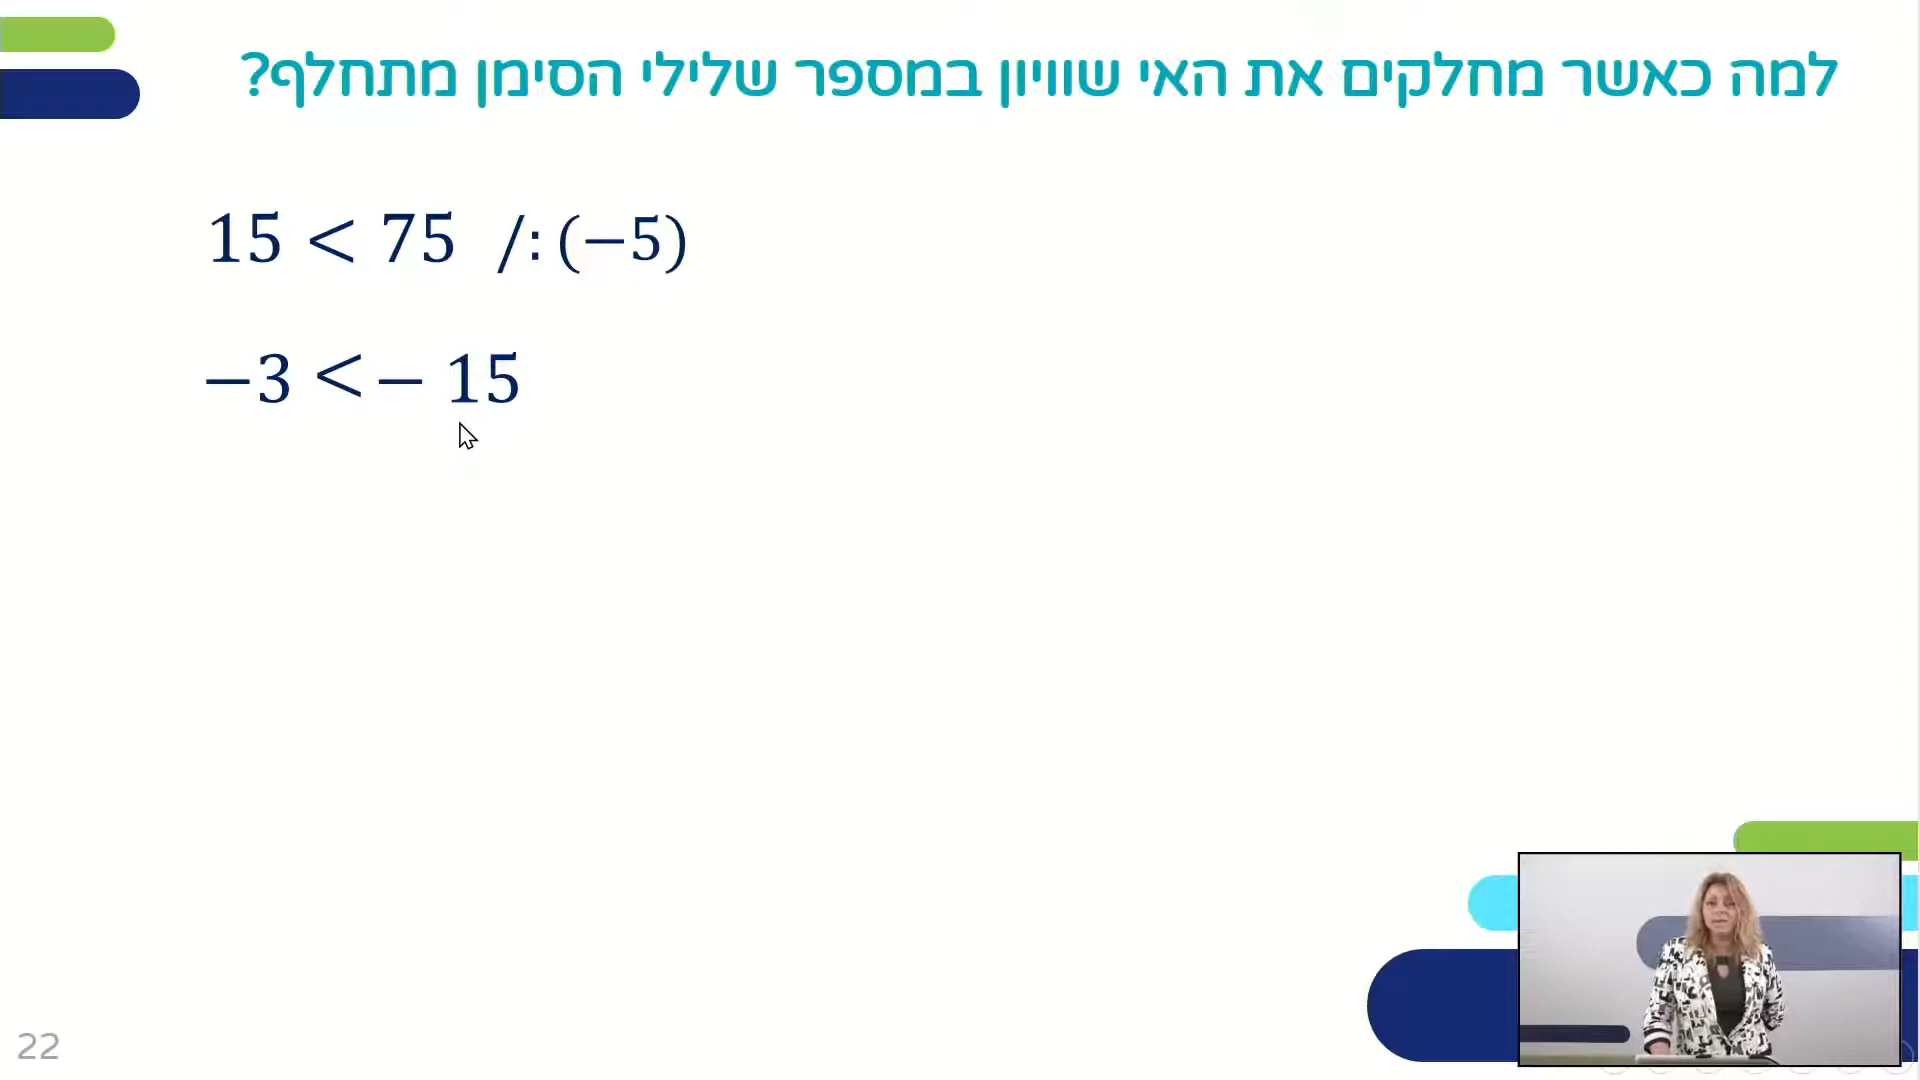 למה כאשר מחלקים את האי שוויון במספר שלילי הסימן מתחלף?
15 < 75 /: (−5)
−3 < − 15
22